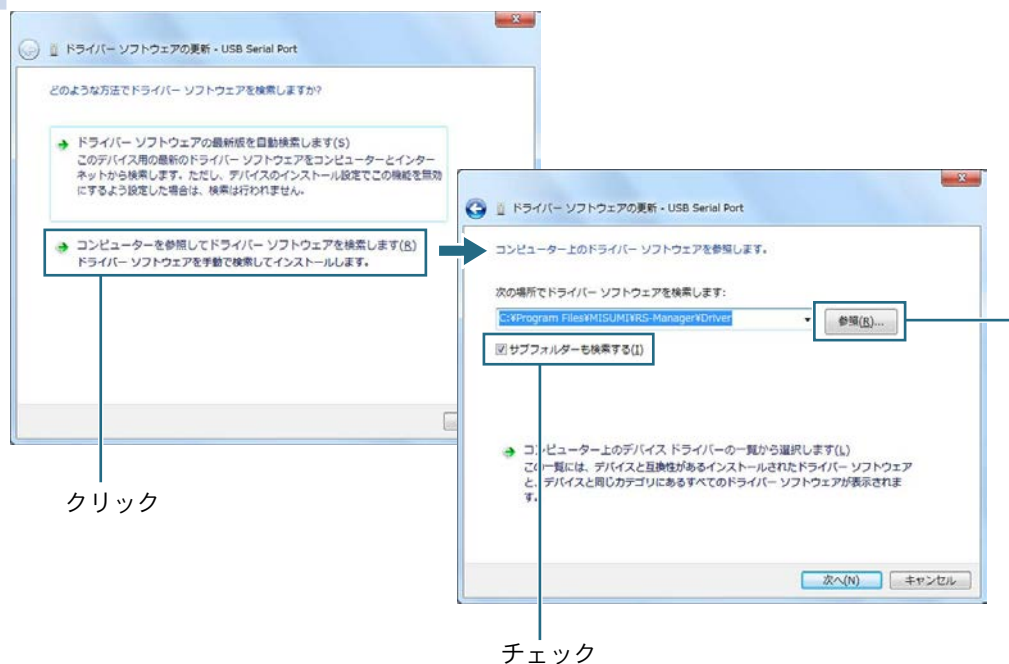 ドライバー ソフトウェアの更新 - USB Serial Port
どのような方法でドライバー ソフトウェアを検索しますか?
ドライバー ソフトウェアの最新版を自動検索します(S)
このデバイス用の最新のドライバー ソフトウェアをコンピューターとインター
ネットから検索します。ただし、デバイスのインストール設定でこの機能を無効
にするよう設定した場合は、検索は行われません。
コンピューターを参照してドライバー ソフトウェアを検索します(R)
ドライバー ソフトウェアを手動で検索してインストールします。
クリック
ドライバー ソフトウェアの更新 - USB Serial Port
コンピューター上のドライバー ソフトウェアを参照します。
次の場所でドライバー ソフトウェアを検索します:
C:¥Program Files¥MISUMI¥RS-Manager¥Driver
参照(R)...
サブフォルダーも検索する(I)
コンピューター上のデバイス ドライバーの一覧から選択します(L)
この一覧には、デバイスと互換性があるインストールされたドライバー ソフトウェア
と、デバイスと同じカテゴリにあるすべてのドライバー ソフトウェアが表示されま
す。
次へ(N)
キャンセル
チェック